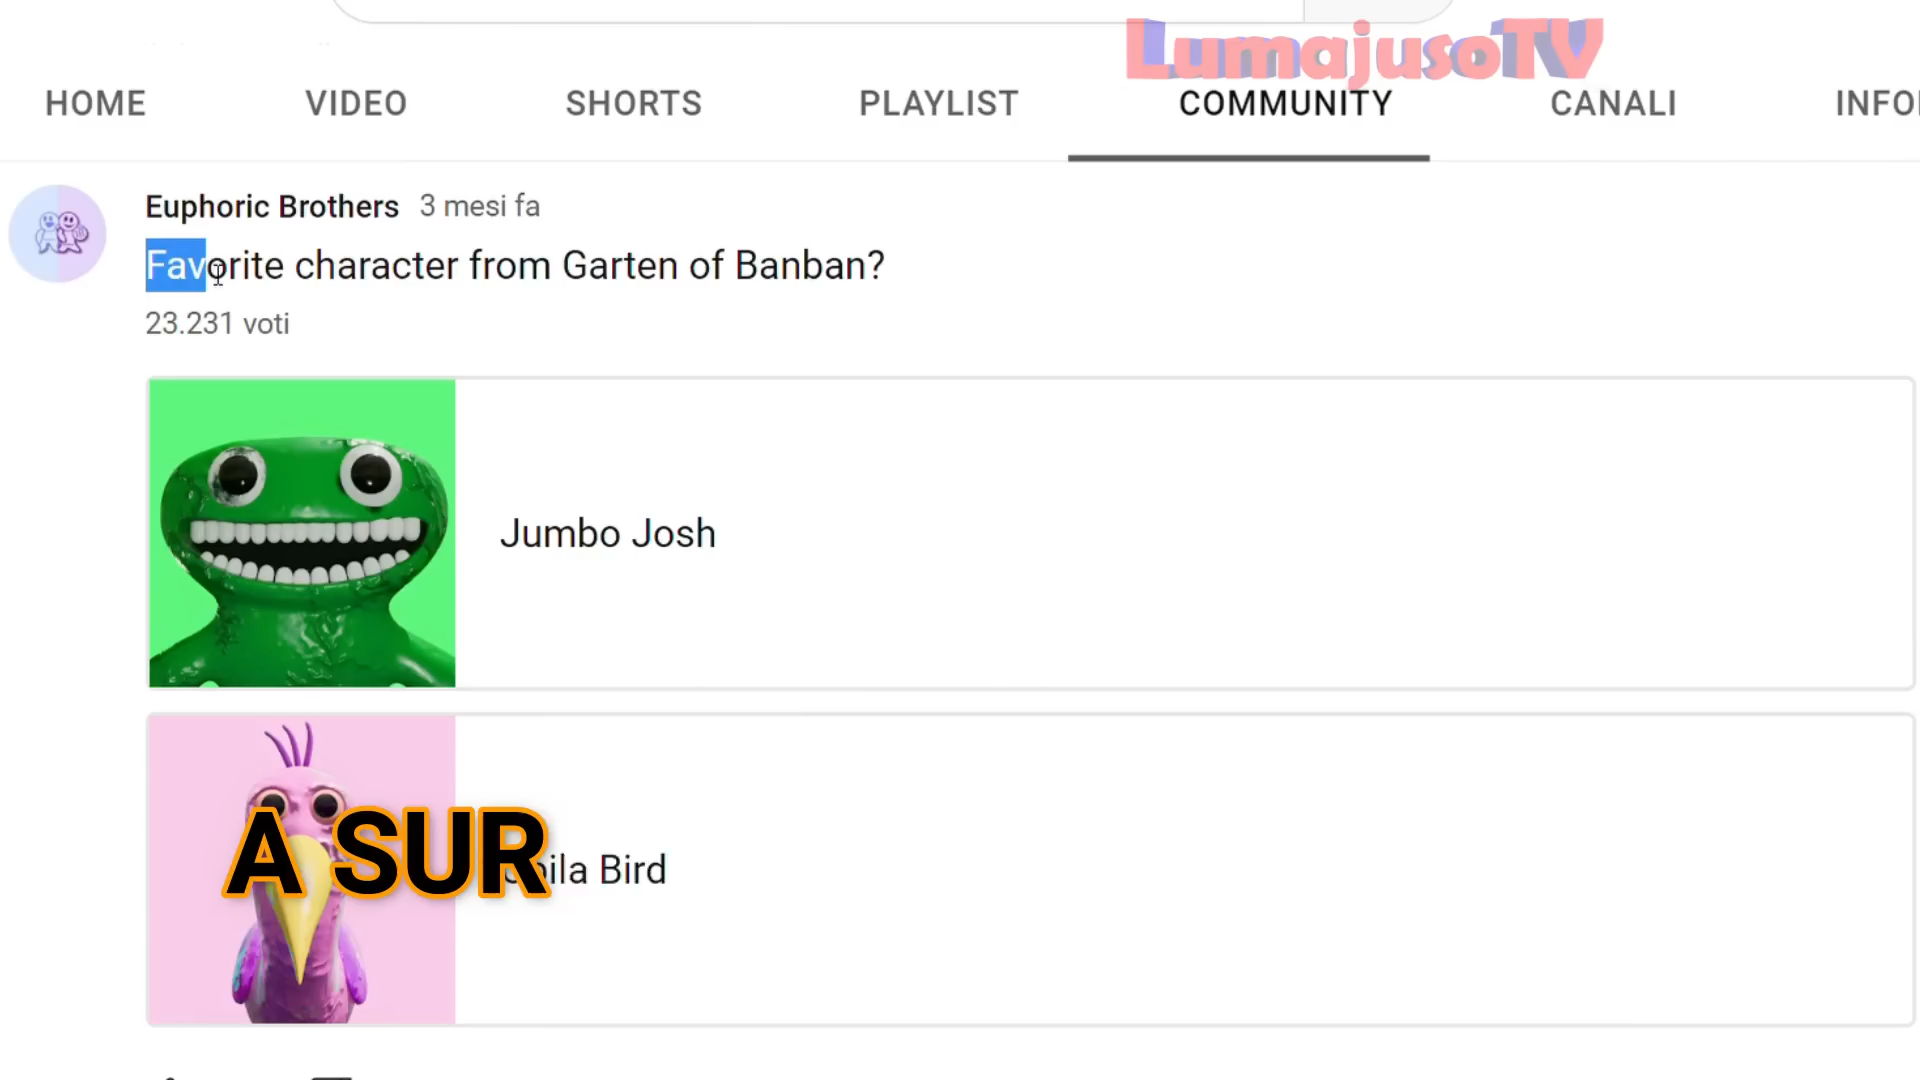 LumajusoTV
HOME VIDEO SHORTS PLAYLIST COMMUNITY CANALI
Euphoric Brothers 3 mesi fa
Favorite character from Garten of Banban?
23.231 voti
Jumbo Josh
A SUR
Bird